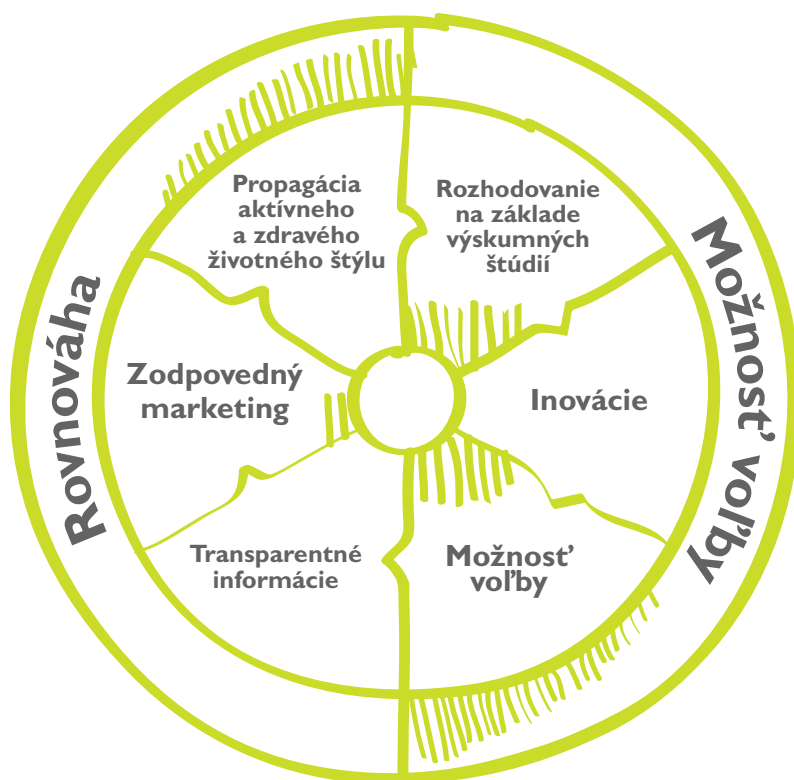 Propagácia
aktívneho
a zdravého
životného štýlu
Rozhodovanie
na základe
výskumných
štúdií
Rovnováha
Možnosť voľby
Zodpovedný
marketing
Inovácie
Transparentné
informácie
Možnosť
voľby